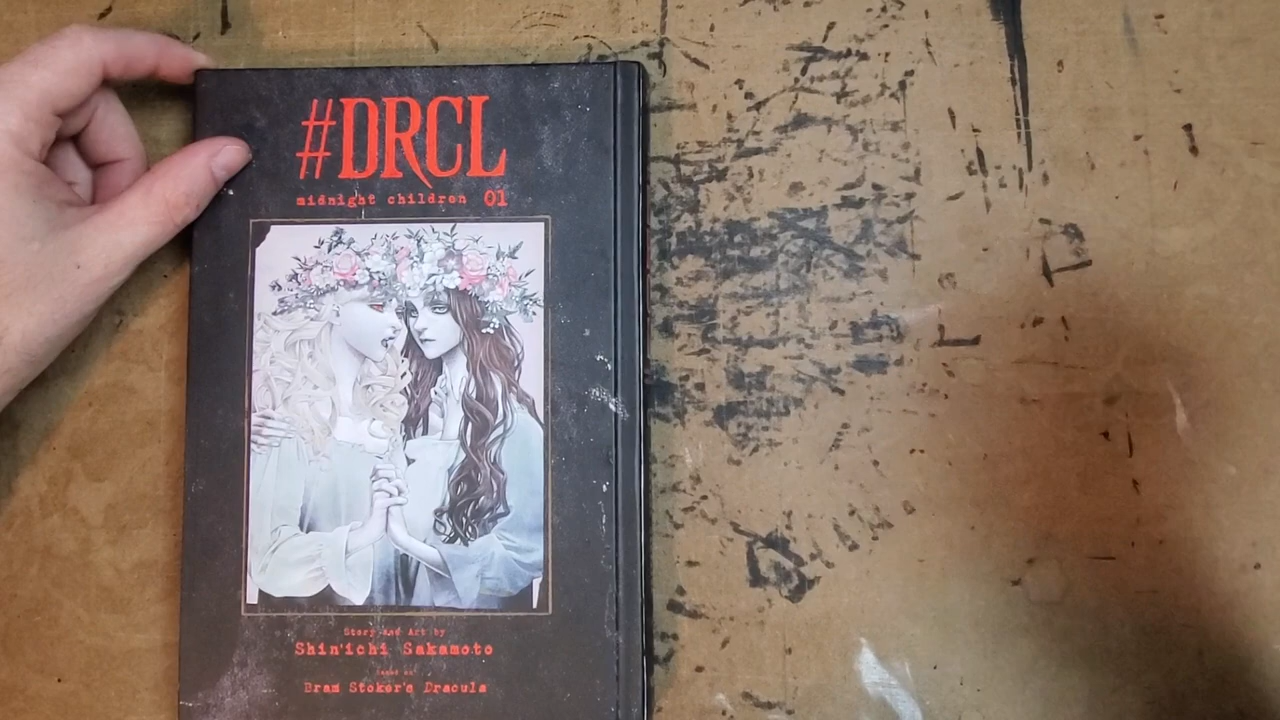 #DRCL
midnight children 01
Story and Art by
Shin'ichi Sakamoto
based on
Bram Stoker's Dracula